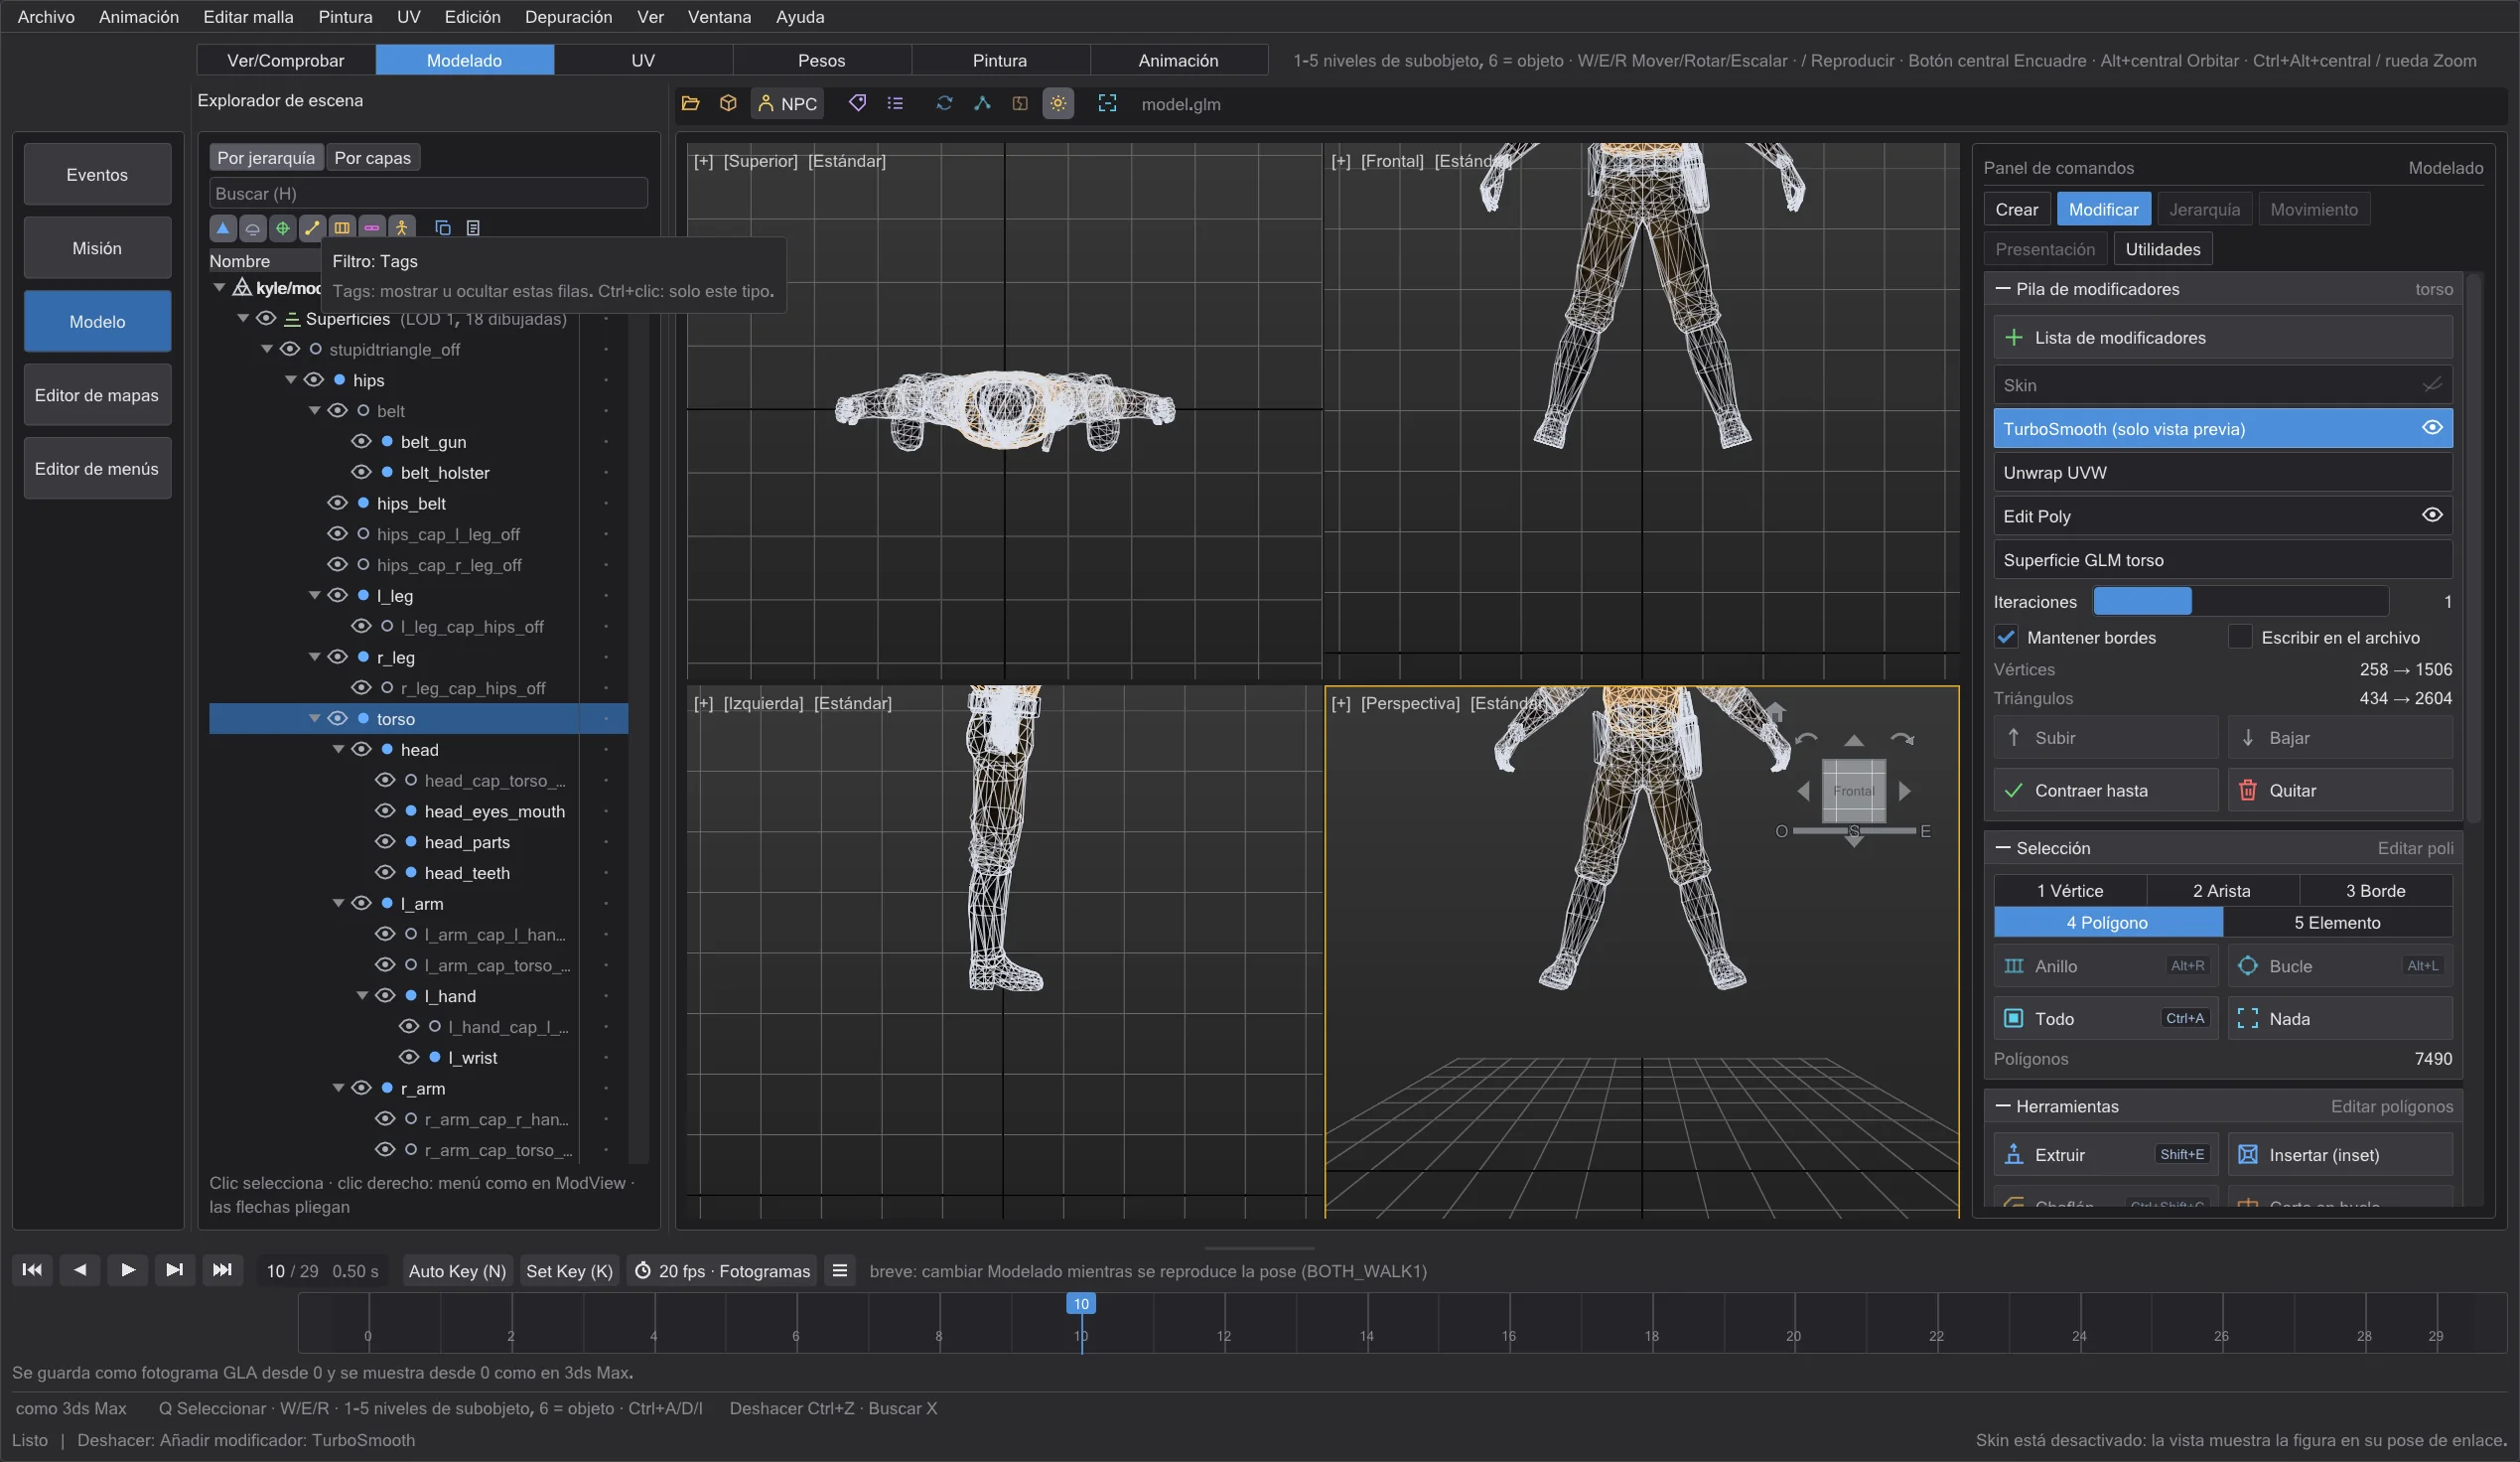 Archivo Animación Editar malla Pintura UV Edición Depuración Ver Ventana Ayuda
Ver/Comprobar Modelado UV Pesos Pintura Animación 1-5 niveles de subobjeto, 6 = objeto · W/E/R Mover/Rotar/Escalar · / Reproducir · Botón central Encuadre · Alt+central Orbitar · Ctrl+Alt+central / rueda Zoom
Explorador de escena
NPC model.glm
Eventos
Misión
Modelo
Editor de mapas
Editor de menús
Por jerarquía Por capas
Buscar (H)
Nombre
Filtro: Tags
Tags: mostrar u ocultar estas filas. Ctrl+clic: solo este tipo.
kyle/mod
Superficies (LOD 1, 18 dibujadas)
stupidtriangle_off
hips
belt
belt_gun
belt_holster
hips_belt
hips_cap_l_leg_off
hips_cap_r_leg_off
l_leg
l_leg_cap_hips_off
r_leg
r_leg_cap_hips_off
torso
head
head_cap_torso_...
head_eyes_mouth
head_parts
head_teeth
l_arm
l_arm_cap_l_han...
l_arm_cap_torso_...
l_hand
l_hand_cap_l_...
l_wrist
r_arm
r_arm_cap_r_han...
r_arm_cap_torso_...
Clic selecciona · clic derecho: menú como en ModView ·
las flechas pliegan
[+] [Superior] [Estándar]
[+] [Frontal] [Estándar]
[+] [Izquierda] [Estándar]
[+] [Perspectiva] [Estándar]
Frontal
O S E
Panel de comandos Modelado
Crear Modificar Jerarquía Movimiento
Presentación Utilidades
Pila de modificadores torso
Lista de modificadores
Skin
TurboSmooth (solo vista previa)
Unwrap UVW
Edit Poly
Superficie GLM torso
Iteraciones 1
Mantener bordes Escribir en el archivo
Vértices 258 → 1506
Triángulos 434 → 2604
Subir Bajar
Contraer hasta Quitar
Selección Editar poli
1 Vértice 2 Arista 3 Borde
4 Polígono 5 Elemento
Anillo Alt+R Bucle Alt+L
Todo Ctrl+A Nada
Polígonos 7490
Herramientas Editar polígonos
Extruir Shift+E Insertar (inset)
Chaflán Ctrl+Shift+C Corte en bucle
10 / 29 0.50 s Auto Key (N) Set Key (K) 20 fps · Fotogramas breve: cambiar Modelado mientras se reproduce la pose (BOTH_WALK1)
10
0 2 4 6 8 10 12 14 16 18 20 22 24 26 28 29
Se guarda como fotograma GLA desde 0 y se muestra desde 0 como en 3ds Max.
como 3ds Max Q Seleccionar · W/E/R · 1-5 niveles de subobjeto, 6 = objeto · Ctrl+A/D/I Deshacer Ctrl+Z · Buscar X
Listo | Deshacer: Añadir modificador: TurboSmooth Skin está desactivado: la vista muestra la figura en su pose de enlace.